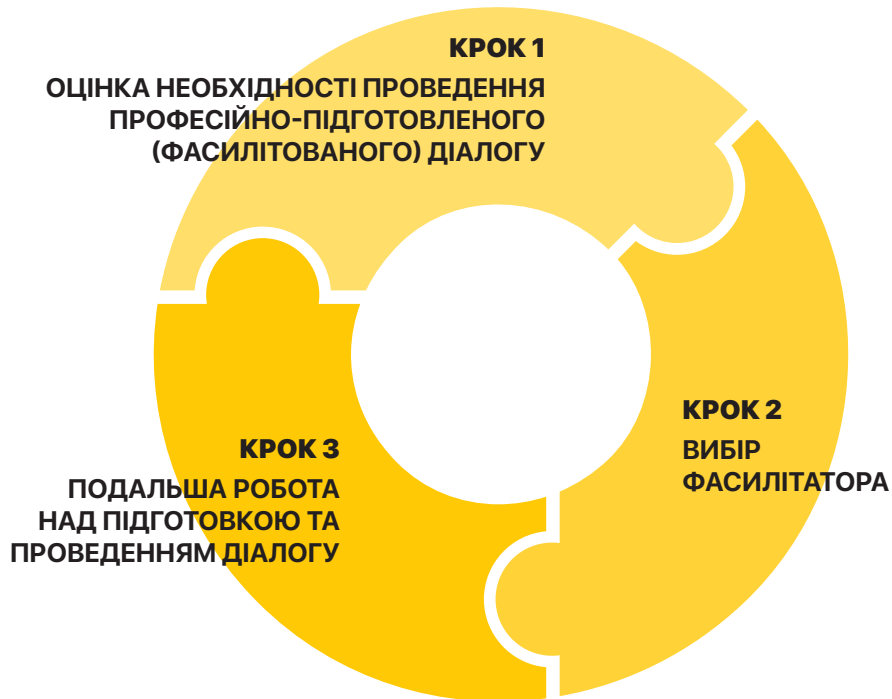 КРОК 1
ОЦІНКА НЕОБХІДНОСТІ ПРОВЕДЕННЯ
ПРОФЕСІЙНО-ПІДГОТОВЛЕНОГО
(ФАСИЛІТОВАНОГО) ДІАЛОГУ
КРОК 2
ВИБІР
ФАСИЛІТАТОРА
КРОК 3
ПОДАЛЬША РОБОТА
НАД ПІДГОТОВКОЮ ТА
ПРОВЕДЕННЯМ ДІАЛОГУ